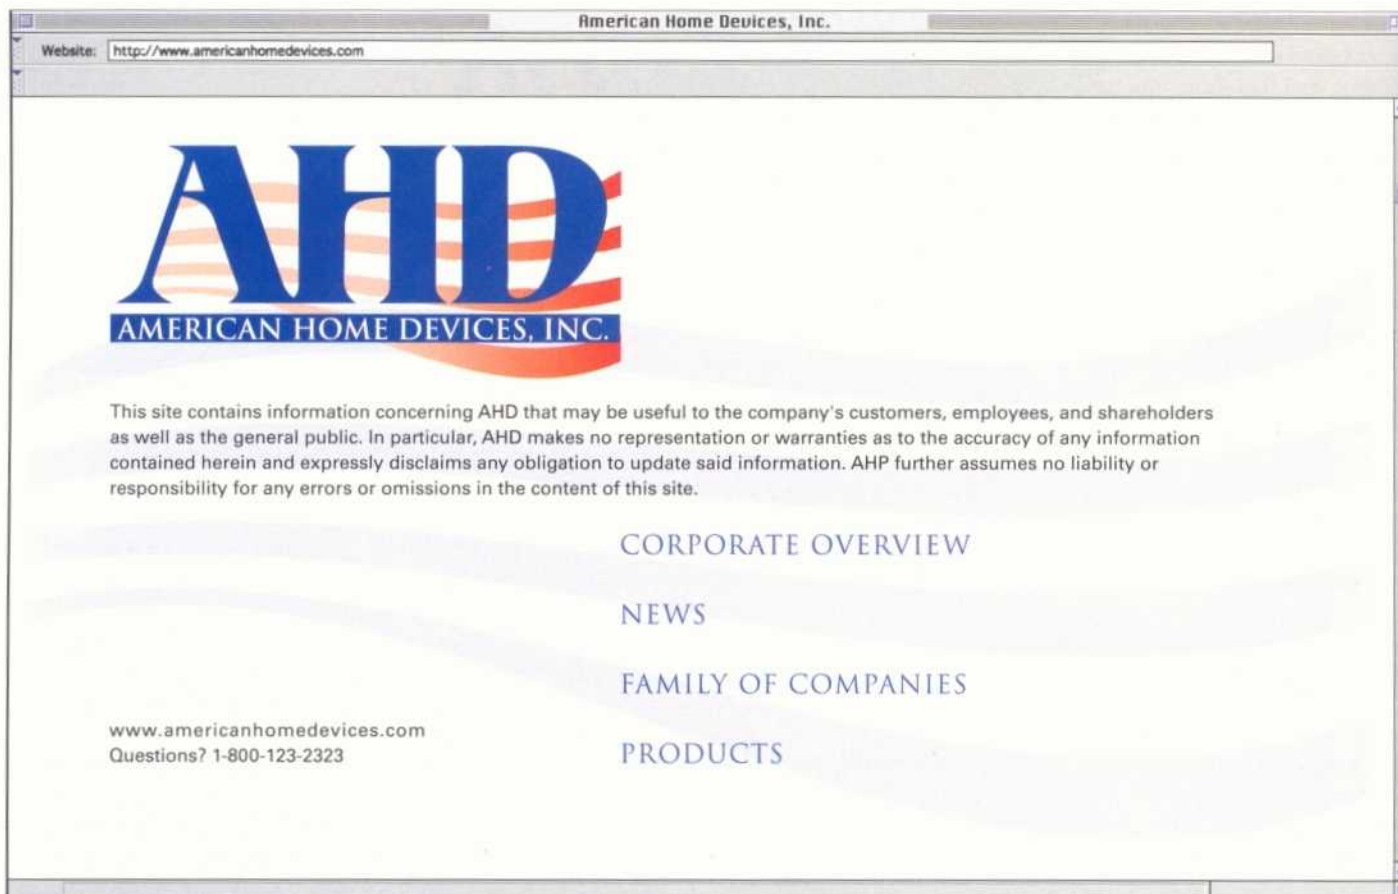 American Home Devices, Inc.
Website: http://www.americanhomedevices.com
AHD
AMERICAN HOME DEVICES, INC.
This site contains information concerning AHD that may be useful to the company's customers, employees, and shareholders
as well as the general public. In particular, AHD makes no representation or warranties as to the accuracy of any information
contained herein and expressly disclaims any obligation to update said information. AHP further assumes no liability or
responsibility for any errors or omissions in the content of this site.
CORPORATE OVERVIEW
NEWS
FAMILY OF COMPANIES
www.americanhomedevices.com
Questions? 1-800-123-2323
PRODUCTS